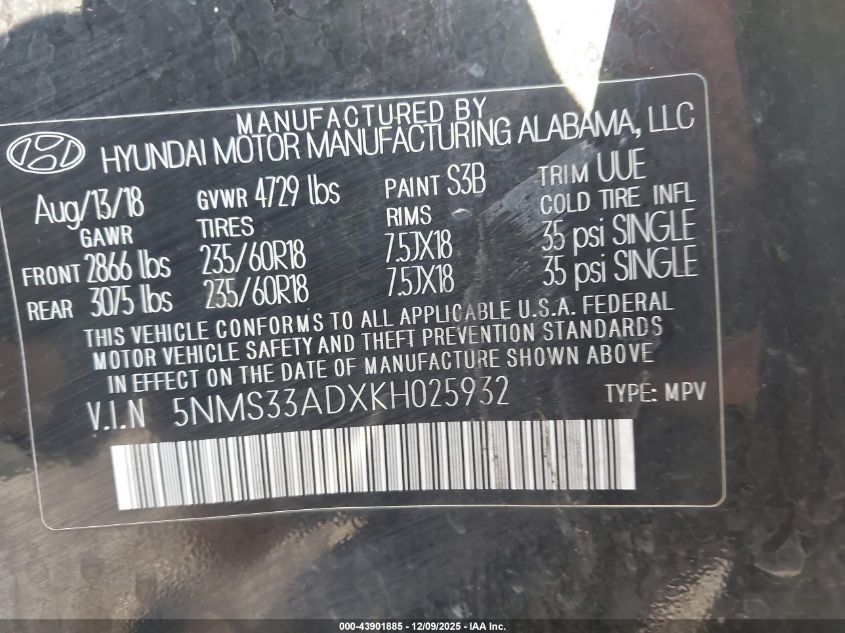 MANUFACTURED BY
HYUNDAI MOTOR MANUFACTURING ALABAMA, LLC
Aug/13/18 GVWR 4729 lbs PAINT S3B TRIM UUE
GAWR TIRES RIMS COLD TIRE INFL
FRONT 2866 lbs 235/60R18 7.5JX18 35 psi SINGLE
REAR 3075 lbs 235/60R18 7.5JX18 35 psi SINGLE
THIS VEHICLE CONFORMS TO ALL APPLICABLE U.S.A. FEDERAL
MOTOR VEHICLE SAFETY AND THEFT PREVENTION STANDARDS
IN EFFECT ON THE DATE OF MANUFACTURE SHOWN ABOVE
V.I.N 5NMS33ADXKH025932 TYPE: MPV
000-43901885 - 12/09/2025 - IAA Inc.